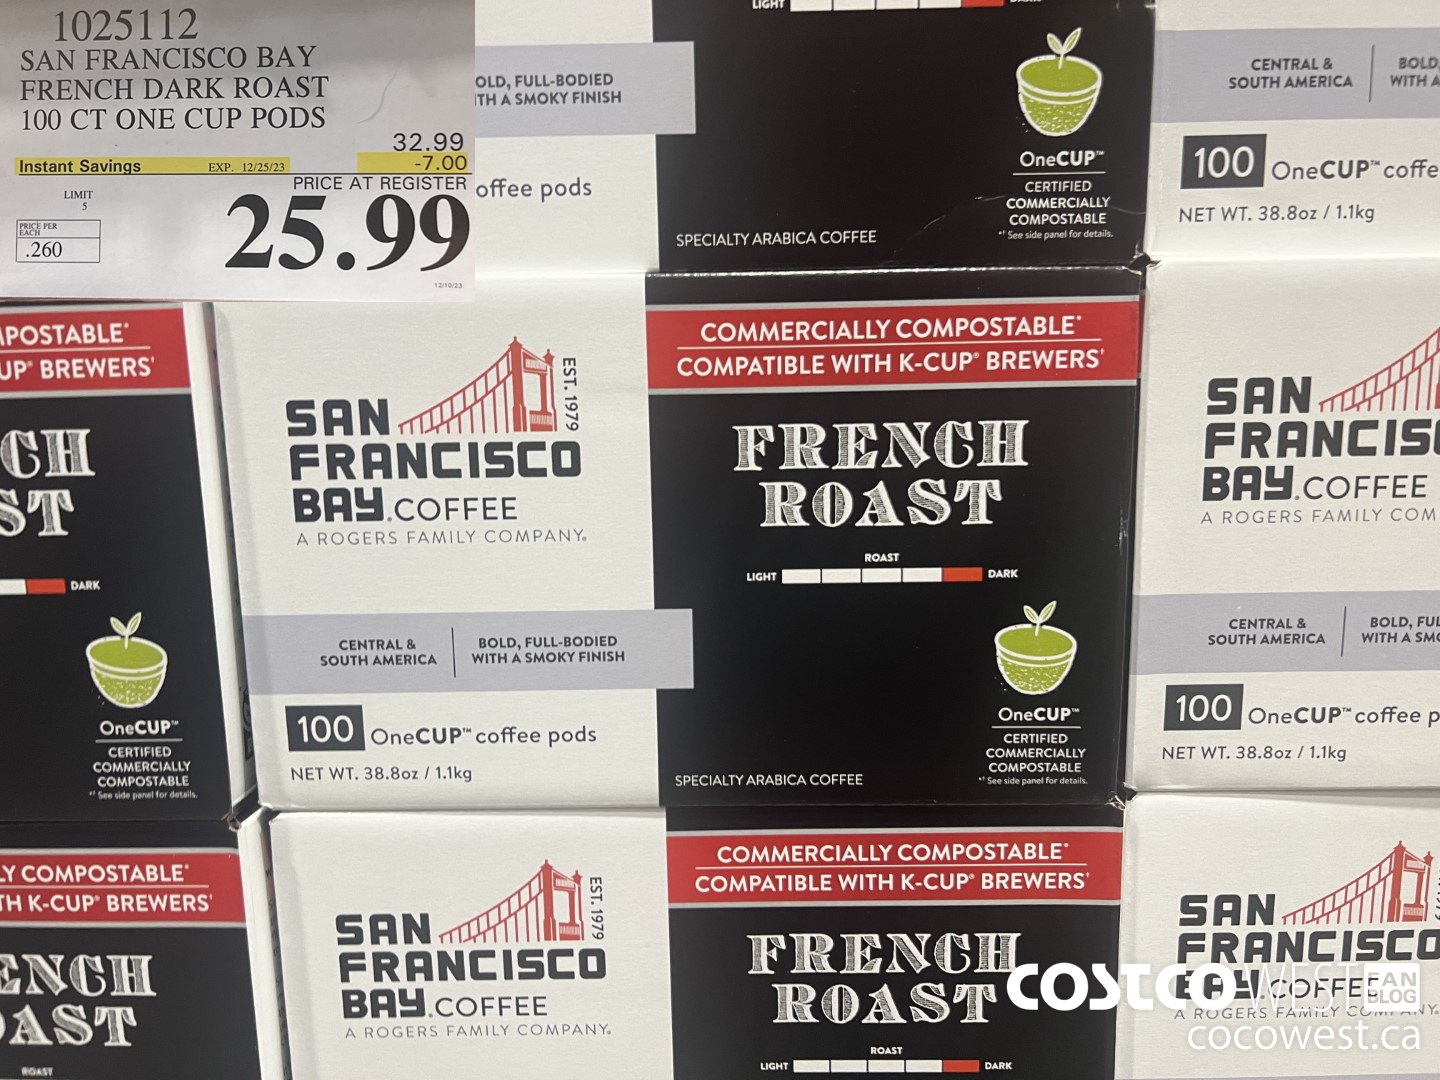 1025112
SAN FRANCISCO BAY
FRENCH DARK ROAST
100 CT ONE CUP PODS
32.99
Instant Savings EXP. 12/25/23 -7.00
PRICE AT REGISTER
LIMIT
5
25.99
PRICE PER
EACH
.260
12/10/23
OLD, FULL-BODIED
TH A SMOKY FINISH
offee pods
LIGHT
OneCUP™
CERTIFIED
COMMERCIALLY
COMPOSTABLE
*† See side panel for details.
SPECIALTY ARABICA COFFEE
CENTRAL &
SOUTH AMERICA
BOLD,
WITH A
100 OneCUP™ coffe
NET WT. 38.8oz / 1.1kg
MPOSTABLE*
UP® BREWERS†
CH
ST
DARK
OneCUP™
CERTIFIED
COMMERCIALLY
COMPOSTABLE
*† See side panel for details.
EST. 1979
SAN
FRANCISCO
BAY.COFFEE
A ROGERS FAMILY COMPANY®
CENTRAL &
SOUTH AMERICA
BOLD, FULL-BODIED
WITH A SMOKY FINISH
100 OneCUP™ coffee pods
NET WT. 38.8oz / 1.1kg
COMMERCIALLY COMPOSTABLE*
COMPATIBLE WITH K-CUP® BREWERS†
FRENCH
ROAST
ROAST
LIGHT DARK
OneCUP™
CERTIFIED
COMMERCIALLY
COMPOSTABLE
*† See side panel for details.
SPECIALTY ARABICA COFFEE
SAN
FRANCISC
BAY.COFFEE
A ROGERS FAMILY COM
CENTRAL &
SOUTH AMERICA
BOLD, FUL
WITH A SMO
100 OneCUP™ coffee p
NET WT. 38.8oz / 1.1kg
LY COMPOSTABLE*
TH K-CUP® BREWERS†
ENCH
OAST
ROAST
EST. 1979
SAN
FRANCISCO
BAY.COFFEE
A ROGERS FAMILY COMPANY®
COMMERCIALLY COMPOSTABLE*
COMPATIBLE WITH K-CUP® BREWERS†
FRENCH
ROAST
ROAST
LIGHT DARK
SAN
FRANCISCO
BAY.COFFEE
A ROGERS FAMILY COMPANY.
COSTCO WEST FAN
BLOG
cocowest.ca